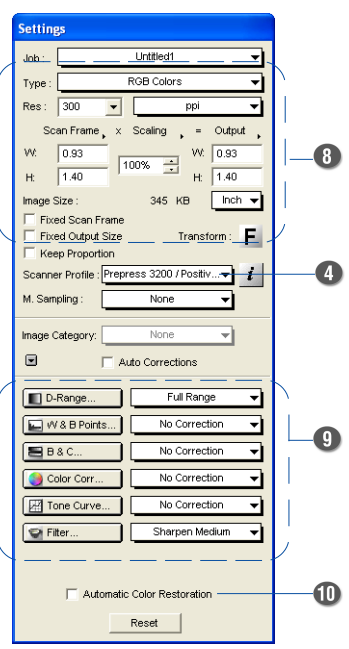 Settings
Job : Untitled1
Type : RGB Colors
Res : 300 ppi
Scan Frame x Scaling = Output
W: 0.93 100% W: 0.93
H: 1.40 H: 1.40
8
Image Size : 345 KB Inch
Fixed Scan Frame
Fixed Output Size Transform : F
Keep Proportion
Scanner Profile : Prepress 3200 / Positiv... i 4
M. Sampling : None
Image Category: None
Auto Corrections
D-Range... Full Range
W & B Points... No Correction
9
B & C... No Correction
Color Corr... No Correction
Tone Curve... No Correction
Filter... Sharpen Medium
Automatic Color Restoration 10
Reset